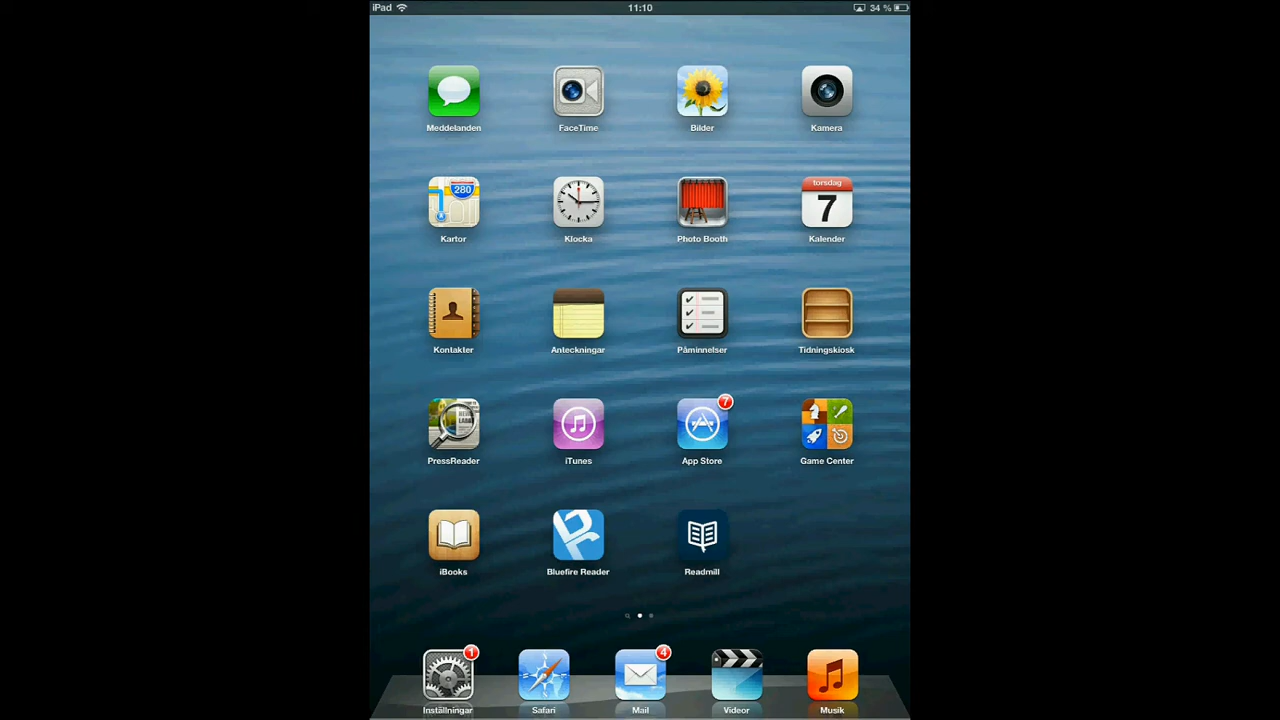 iPad 11:10 34 %
Meddelanden FaceTime Bilder Kamera
280 torsdag
7
Kartor Klocka Photo Booth Kalender
Kontakter Anteckningar Påminnelser Tidningskiosk
7
PressReader iTunes App Store Game Center
iBooks Bluefire Reader Readmill
1 4
Inställningar Safari Mail Videor Musik